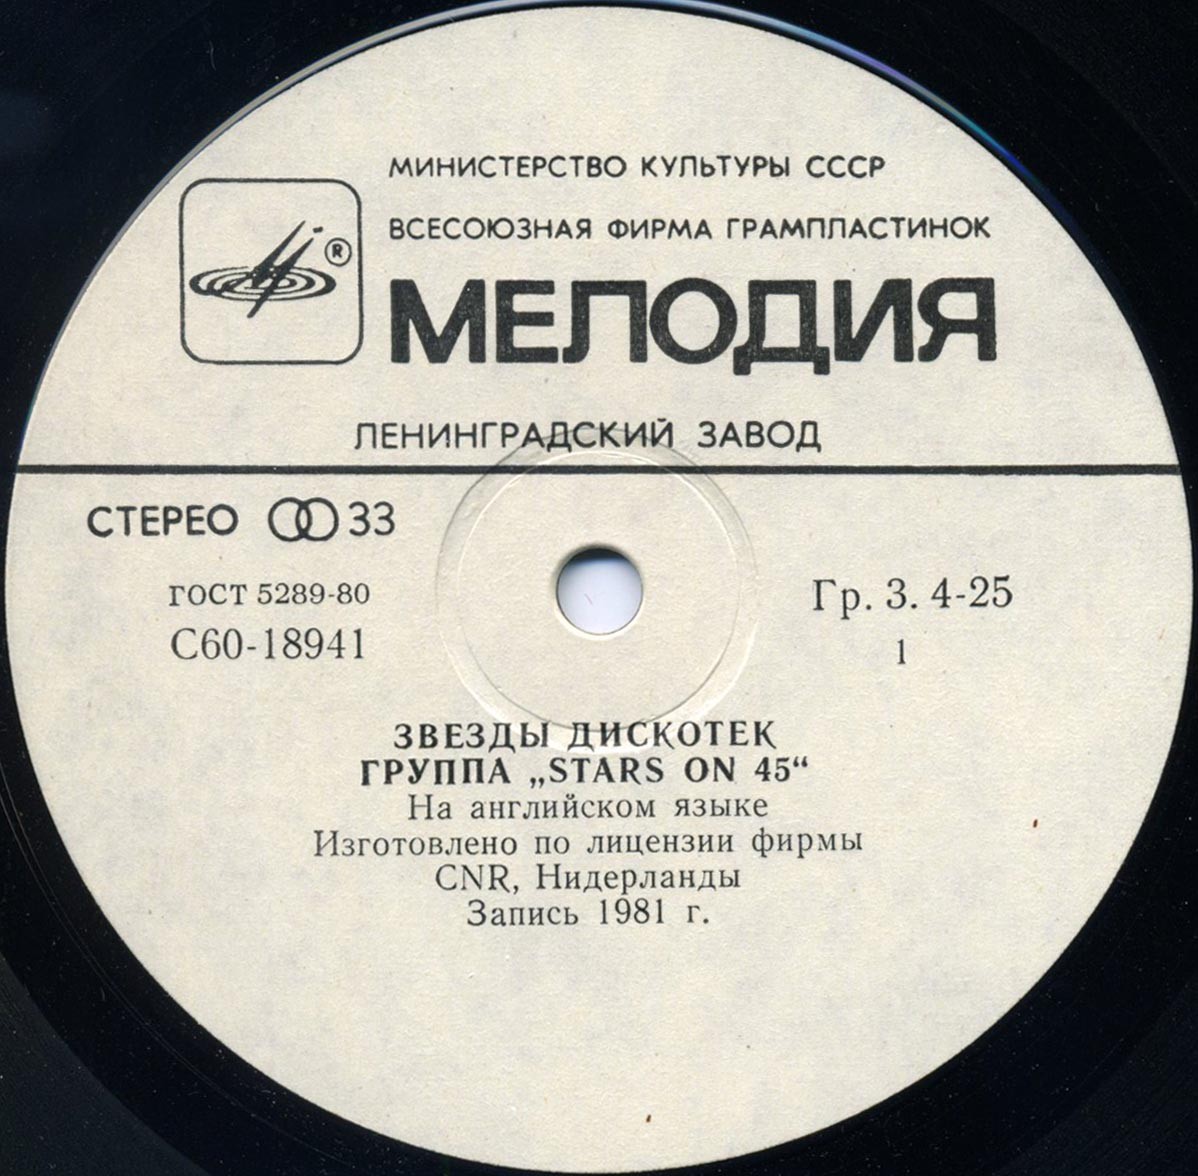 МИНИСТЕРСТВО КУЛЬТУРЫ СССР
ВСЕСОЮЗНАЯ ФИРМА ГРАМПЛАСТИНОК
®
МЕЛОДИЯ
ЛЕНИНГРАДСКИЙ ЗАВОД
СТЕРЕО 33
ГОСТ 5289-80
С60-18941
Гр. 3. 4-25
1
ЗВЕЗДЫ ДИСКОТЕК
ГРУППА „STARS ON 45“
На английском языке
Изготовлено по лицензии фирмы
CNR, Нидерланды
Запись 1981 г.